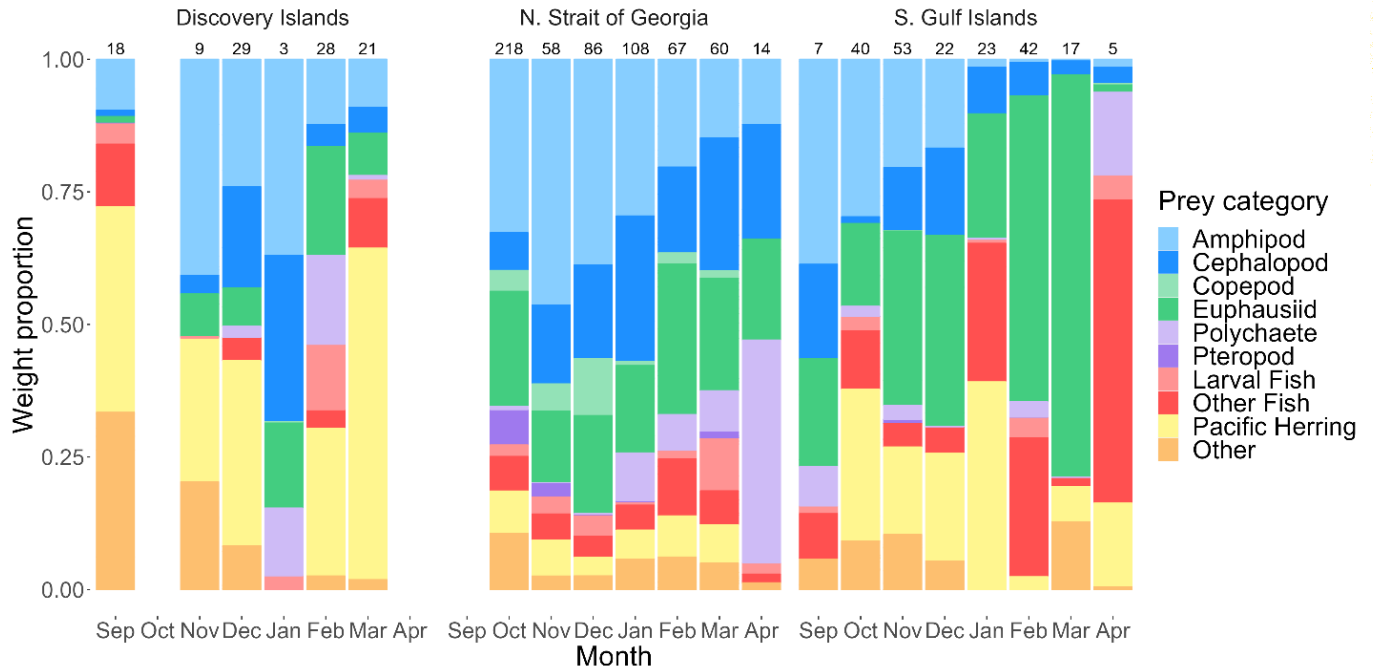 Discovery Islands N. Strait of Georgia S. Gulf Islands
18 9 29 3 28 21 218 58 86 108 67 60 14 7 40 53 22 23 42 17 5
1.00
0.75
0.50
0.25
0.00
Weight proportion
Sep Oct Nov Dec Jan Feb Mar Apr Sep Oct Nov Dec Jan Feb Mar Apr Sep Oct Nov Dec Jan Feb Mar Apr
Month
Prey category
Amphipod
Cephalopod
Copepod
Euphausiid
Polychaete
Pteropod
Larval Fish
Other Fish
Pacific Herring
Other